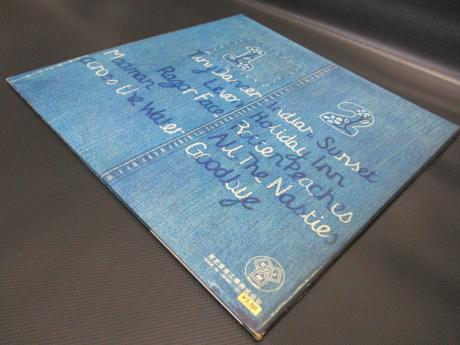 1
Tiny Dancer
Levon
Razor Face
Madman
Across the Water
2
Indian Sunset
Holiday Inn
Rotten Peaches
All The Nasties
Goodbye